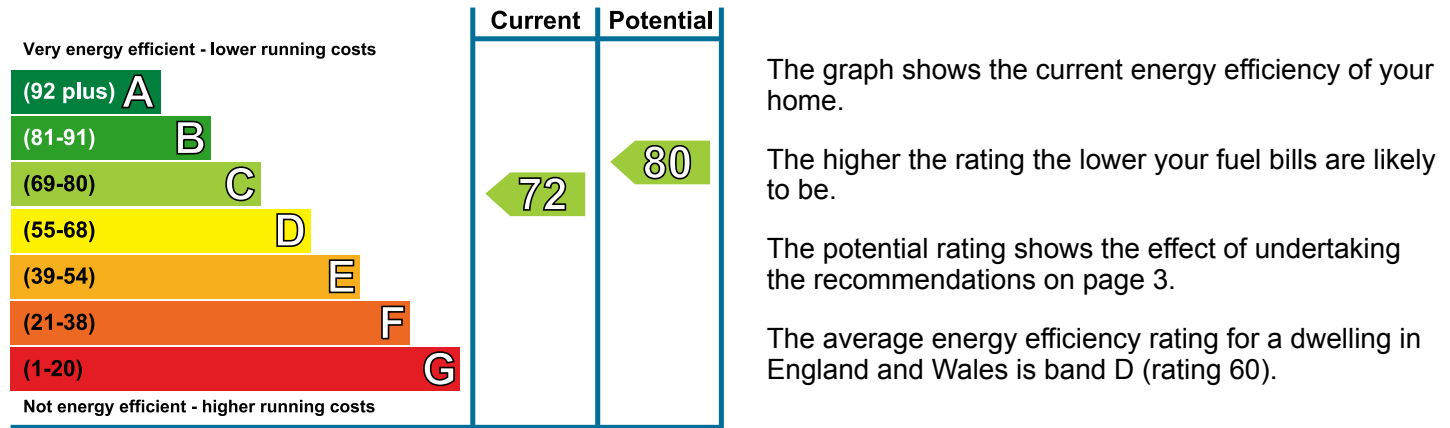 Current Potential
Very energy efficient - lower running costs
(92 plus) A
(81-91) B
(69-80) C
(55-68) D
(39-54) E
(21-38) F
(1-20) G
Not energy efficient - higher running costs
72
80
The graph shows the current energy efficiency of your
home.
The higher the rating the lower your fuel bills are likely
to be.
The potential rating shows the effect of undertaking
the recommendations on page 3.
The average energy efficiency rating for a dwelling in
England and Wales is band D (rating 60).